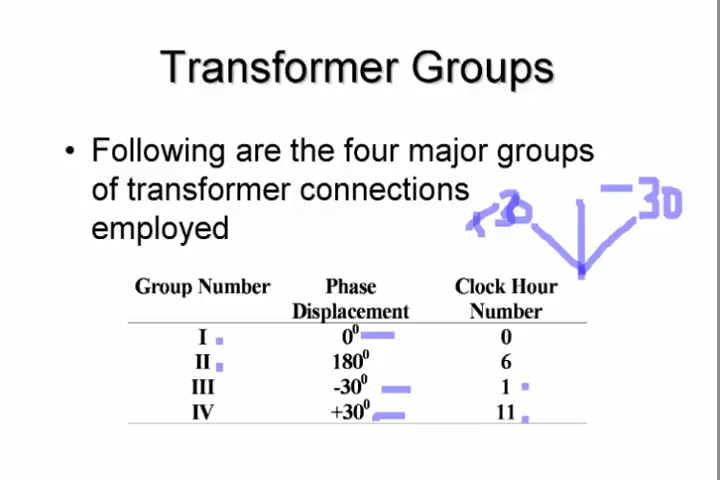 Transformer Groups
• Following are the four major groups
of transformer connections
employed
-30
+30
Group Number Phase Displacement Clock Hour Number
I 0⁰ 0
II 180⁰ 6
III -30⁰ 1
IV +30⁰ 11